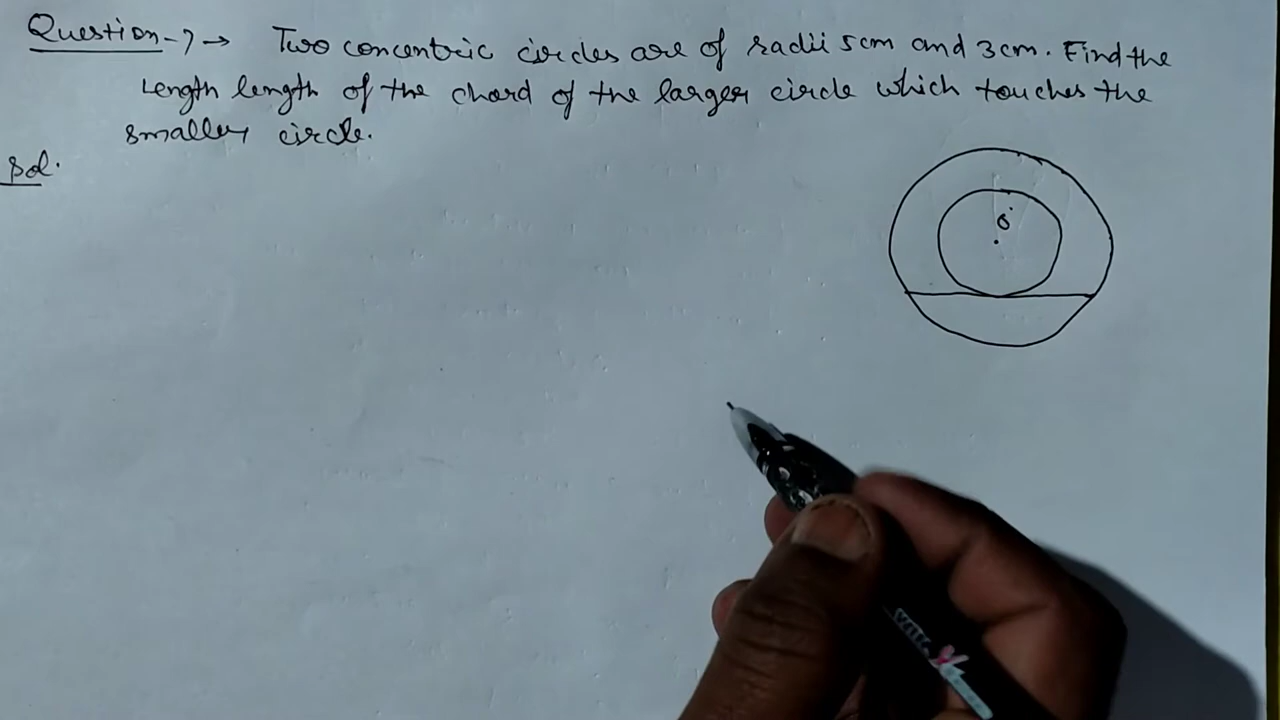 Question-7→ Two concentric circles are of radii 5cm and 3cm. Find the
Length length of the chord of the larger circle which touches the
smaller circle.
Sol.
O